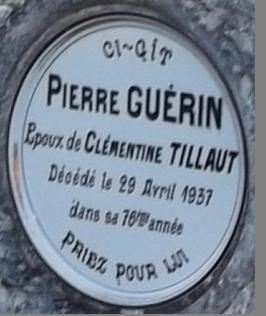 CI~GÎT
PIERRE GUÉRIN
Epoux de CLÉMENTINE TILLAUT
Décédé le 29 Avril 1937
dans sa 76ème année
PRIEZ POUR LUI